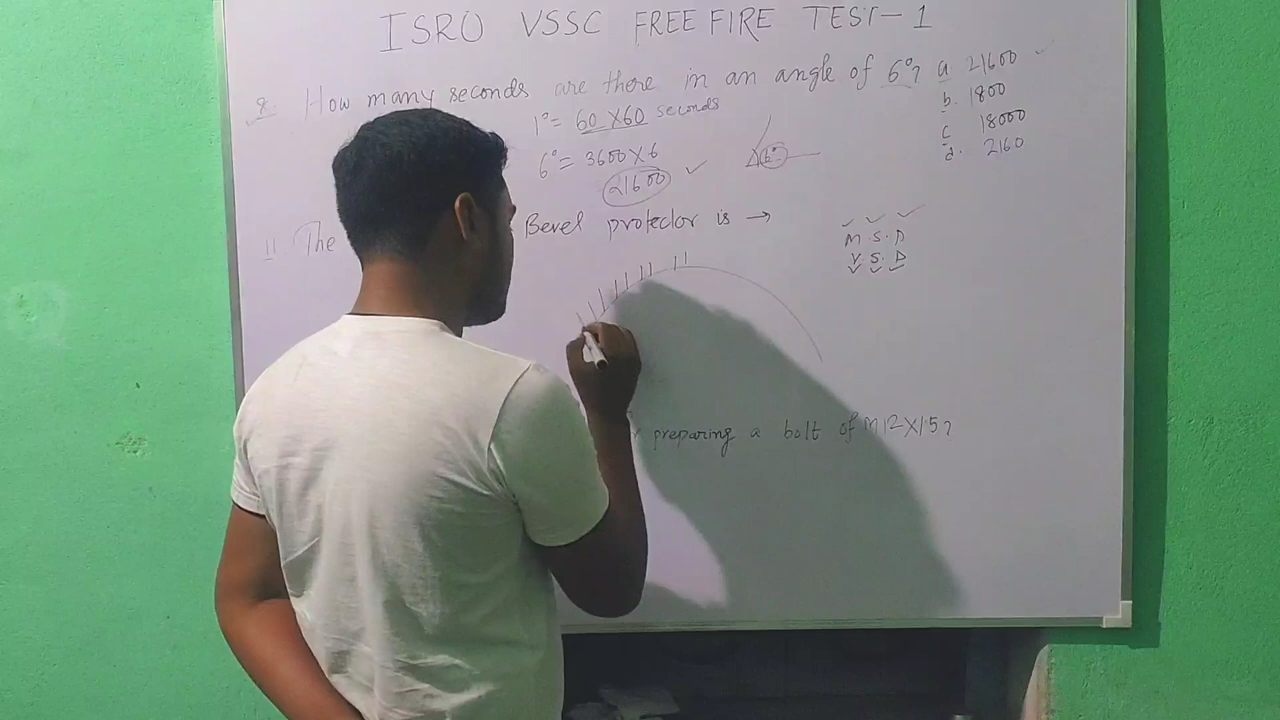 ISRO VSSC FREE FIRE TEST-1
How many seconds are there in an angle of 6°? a 21600
b. 1800
c 18000
d. 2160
1° = 60 X 60 seconds
6° = 3600 X 6
21600
11 The Bevel protector is →
M.S.D
V.S.D
preparing a bolt of M12X1.5?